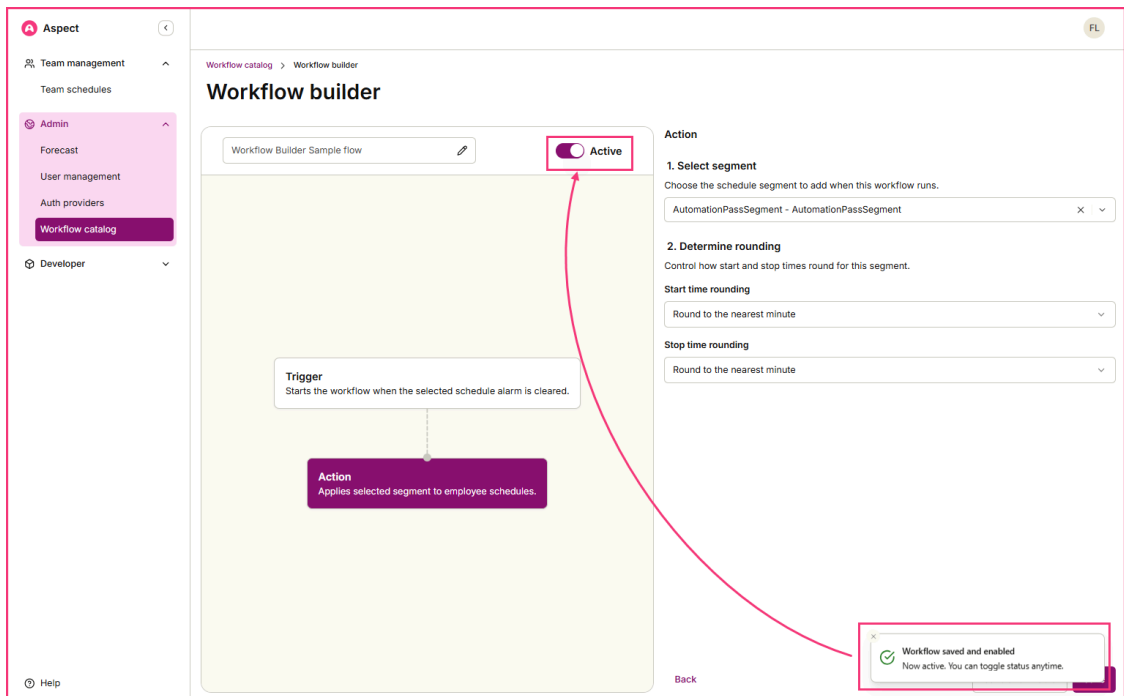 Aspect
FL
Team management
Team schedules
Admin
Forecast
User management
Auth providers
Workflow catalog
Developer
Help
Workflow catalog > Workflow builder
Workflow builder
Workflow Builder Sample flow
Active
Trigger
Starts the workflow when the selected schedule alarm is cleared.
Action
Applies selected segment to employee schedules.
Action
1. Select segment
Choose the schedule segment to add when this workflow runs.
AutomationPassSegment - AutomationPassSegment
2. Determine rounding
Control how start and stop times round for this segment.
Start time rounding
Round to the nearest minute
Stop time rounding
Round to the nearest minute
Back
Workflow saved and enabled
Now active. You can toggle status anytime.